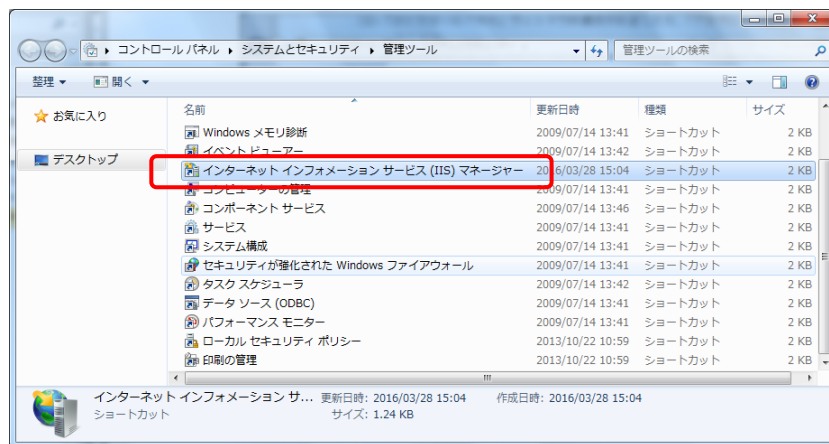 コントロール パネル ▸ システムとセキュリティ ▸ 管理ツール 管理ツールの検索
整理 ▼ 開く ▼
名前 更新日時 種類 サイズ
お気に入り
デスクトップ
Windows メモリ診断 2009/07/14 13:41 ショートカット 2 KB
イベント ビューアー 2009/07/14 13:42 ショートカット 2 KB
インターネット インフォメーション サービス (IIS) マネージャー 2016/03/28 15:04 ショートカット 2 KB
コンピューターの管理 2009/07/14 13:41 ショートカット 2 KB
コンポーネント サービス 2009/07/14 13:46 ショートカット 2 KB
サービス 2009/07/14 13:41 ショートカット 2 KB
システム構成 2009/07/14 13:41 ショートカット 2 KB
セキュリティが強化された Windows ファイアウォール 2009/07/14 13:41 ショートカット 2 KB
タスク スケジューラ 2009/07/14 13:42 ショートカット 2 KB
データ ソース (ODBC) 2009/07/14 13:41 ショートカット 2 KB
パフォーマンス モニター 2009/07/14 13:41 ショートカット 2 KB
ローカル セキュリティ ポリシー 2013/10/22 10:59 ショートカット 2 KB
印刷の管理 2013/10/22 10:59 ショートカット 2 KB
インターネット インフォメーション サ... 更新日時: 2016/03/28 15:04 作成日時: 2016/03/28 15:04
ショートカット サイズ: 1.24 KB